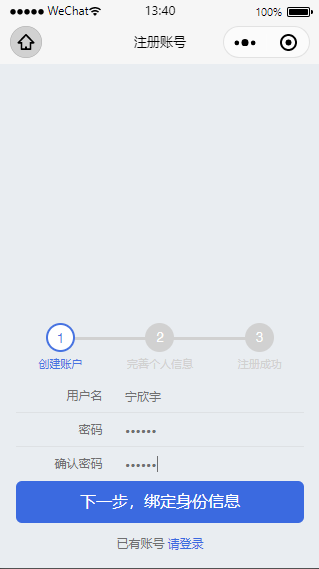 ●●●●● WeChat 13:40 100%
注册账号
1 2 3
创建账户 完善个人信息 注册成功
用户名 宁欣宇
密码 ••••••
确认密码 ••••••
下一步，绑定身份信息
已有账号 请登录